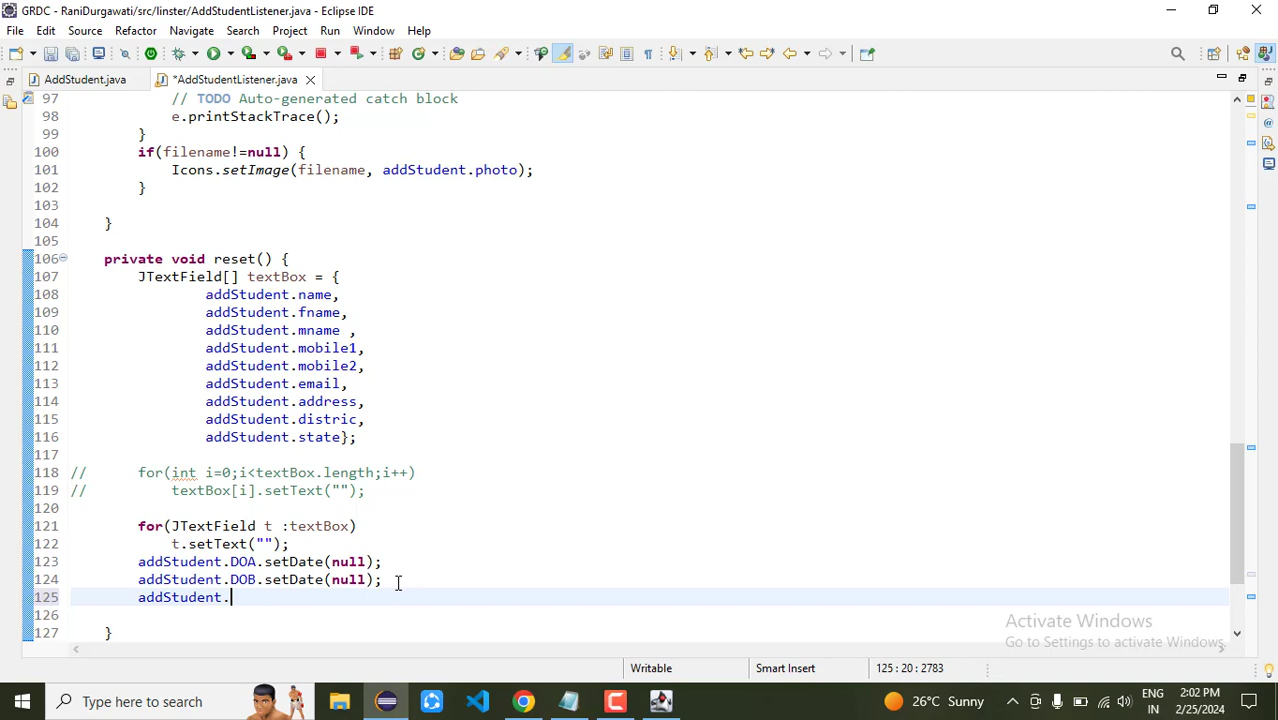 GRDC - RaniDurgawati/src/linster/AddStudentListener.java - Eclipse IDE
File Edit Source Refactor Navigate Search Project Run Window Help
AddStudent.java *AddStudentListener.java
97 // TODO Auto-generated catch block
98 e.printStackTrace();
99 }
100 if(filename!=null) {
101 Icons.setImage(filename, addStudent.photo);
102 }
103
104 }
105
106 private void reset() {
107 JTextField[] textBox = {
108 addStudent.name,
109 addStudent.fname,
110 addStudent.mname ,
111 addStudent.mobile1,
112 addStudent.mobile2,
113 addStudent.email,
114 addStudent.address,
115 addStudent.distric,
116 addStudent.state};
117
118 // for(int i=0;i<textBox.length;i++)
119 // textBox[i].setText("");
120
121 for(JTextField t :textBox)
122 t.setText("");
123 addStudent.DOA.setDate(null);
124 addStudent.DOB.setDate(null);
125 addStudent.
126
127 }
Activate Windows
Go to Settings to activate Windows.
Writable Smart Insert 125 : 20 : 2783
Type here to search 26°C Sunny ENG IN 2:02 PM 2/25/2024